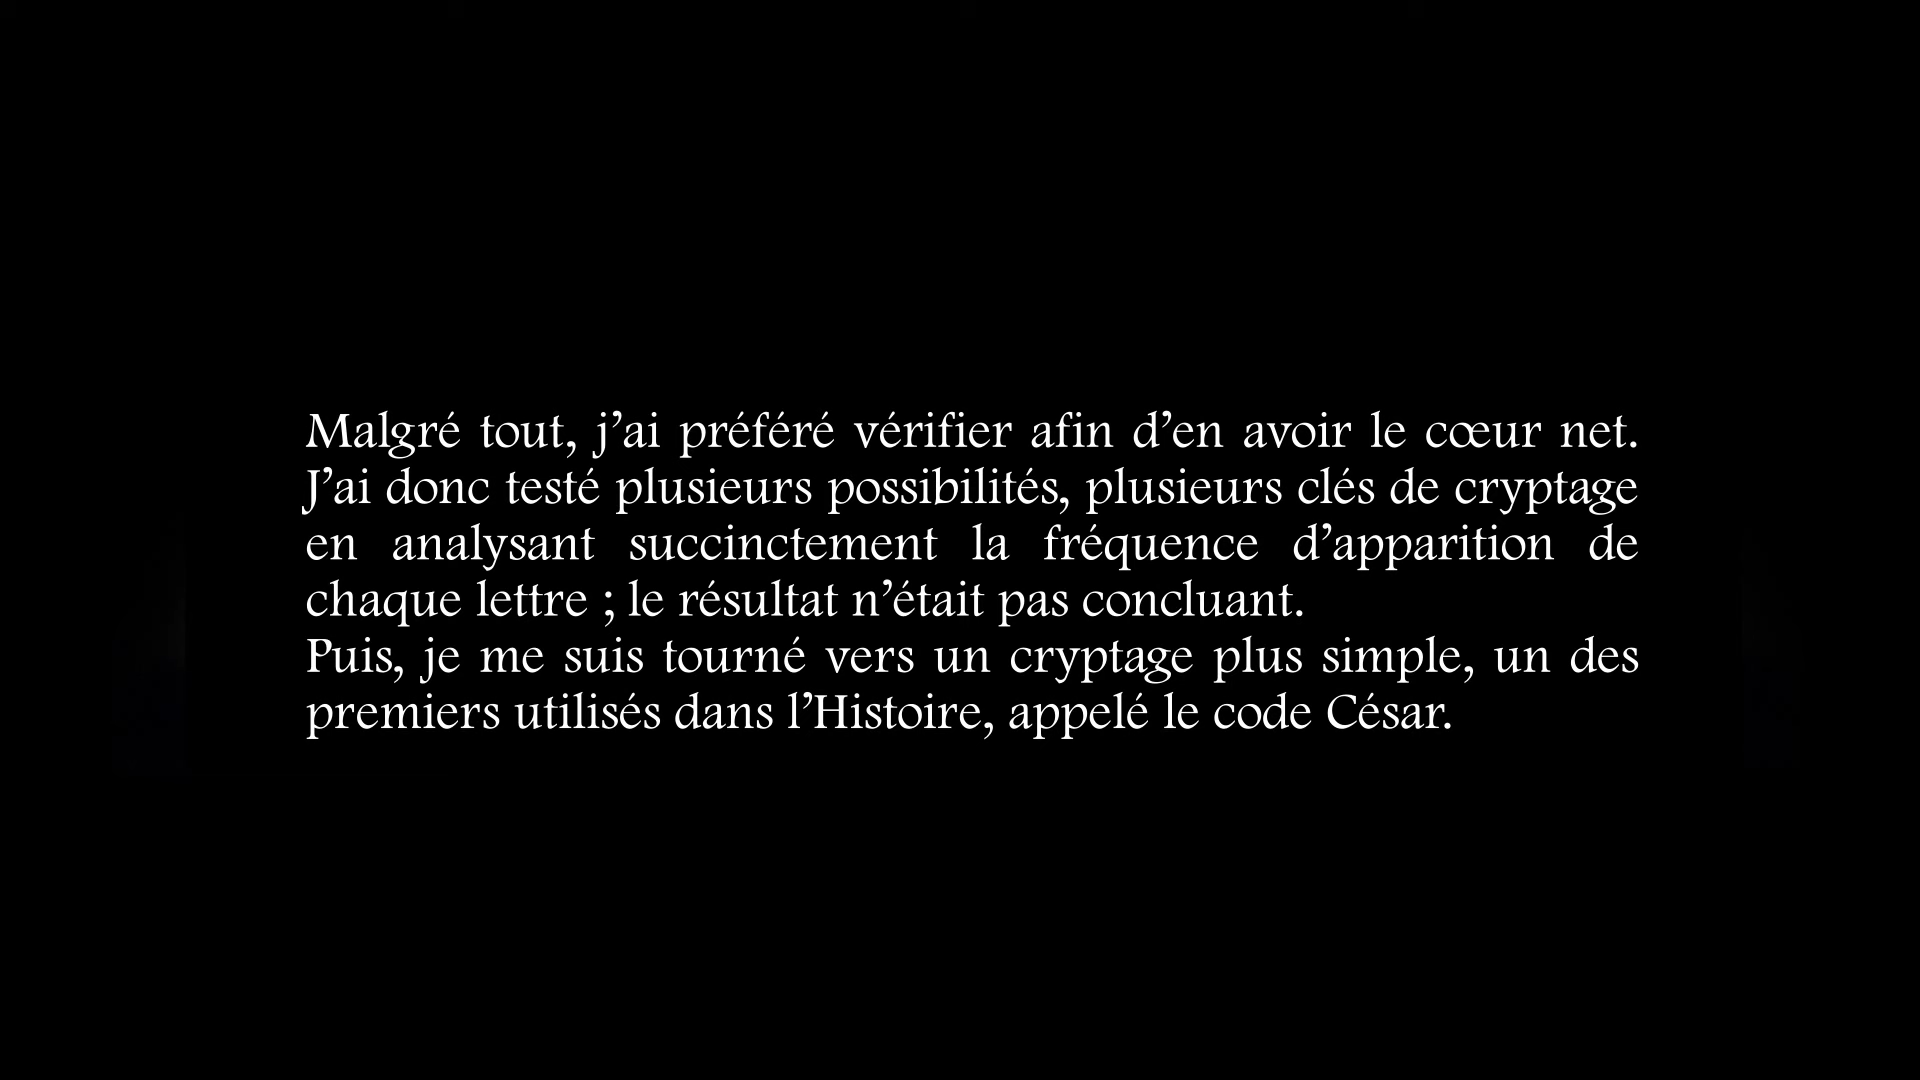 Malgré tout, j’ai préféré vérifier afin d’en avoir le cœur net.
J’ai donc testé plusieurs possibilités, plusieurs clés de cryptage
en analysant succinctement la fréquence d’apparition de
chaque lettre ; le résultat n’était pas concluant.
Puis, je me suis tourné vers un cryptage plus simple, un des
premiers utilisés dans l’Histoire, appelé le code César.